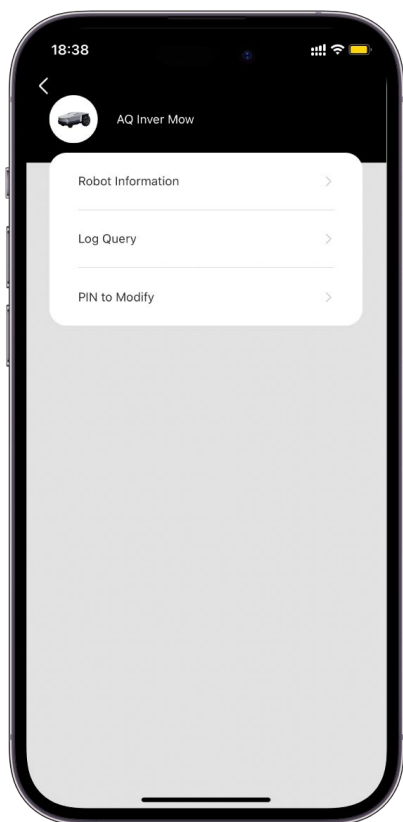 18:38
AQ Inver Mow
Robot Information
Log Query
PIN to Modify